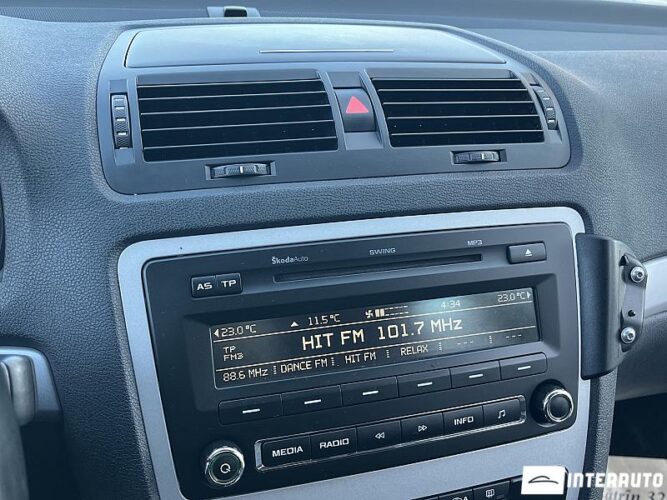 ŠkodaAuto SWING MP3
AS TP
◄23.0°C ▲ 11.5°C 4:34 23.0°C►
TP HIT FM 101.7 MHz
FM3
88.6 MHz DANCE FM HIT FM RELAX --- ---
MEDIA RADIO INFO
INTERAUTO